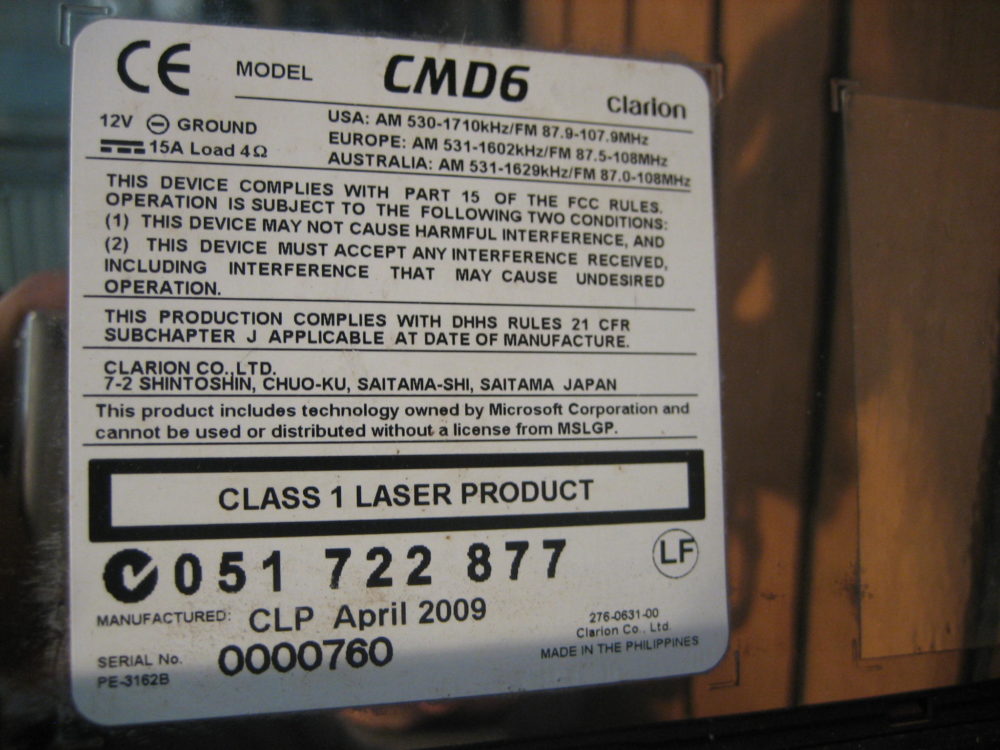 CE MODEL CMD6
Clarion
12V ⊖ GROUND
15A Load 4Ω
USA: AM 530-1710kHz/FM 87.9-107.9MHz
EUROPE: AM 531-1602kHz/FM 87.5-108MHz
AUSTRALIA: AM 531-1629kHz/FM 87.0-108MHz
THIS DEVICE COMPLIES WITH PART 15 OF THE FCC RULES.
OPERATION IS SUBJECT TO THE FOLLOWING TWO CONDITIONS:
(1) THIS DEVICE MAY NOT CAUSE HARMFUL INTERFERENCE, AND
(2) THIS DEVICE MUST ACCEPT ANY INTERFERENCE RECEIVED,
INCLUDING INTERFERENCE THAT MAY CAUSE UNDESIRED
OPERATION.
THIS PRODUCTION COMPLIES WITH DHHS RULES 21 CFR
SUBCHAPTER J APPLICABLE AT DATE OF MANUFACTURE.
CLARION CO.,LTD.
7-2 SHINTOSHIN, CHUO-KU, SAITAMA-SHI, SAITAMA JAPAN
This product includes technology owned by Microsoft Corporation and
cannot be used or distributed without a license from MSLGP.
CLASS 1 LASER PRODUCT
051 722 877
LF
MANUFACTURED: CLP April 2009
SERIAL No. 0000760
PE-3162B
276-0631-00
Clarion Co., Ltd.
MADE IN THE PHILIPPINES